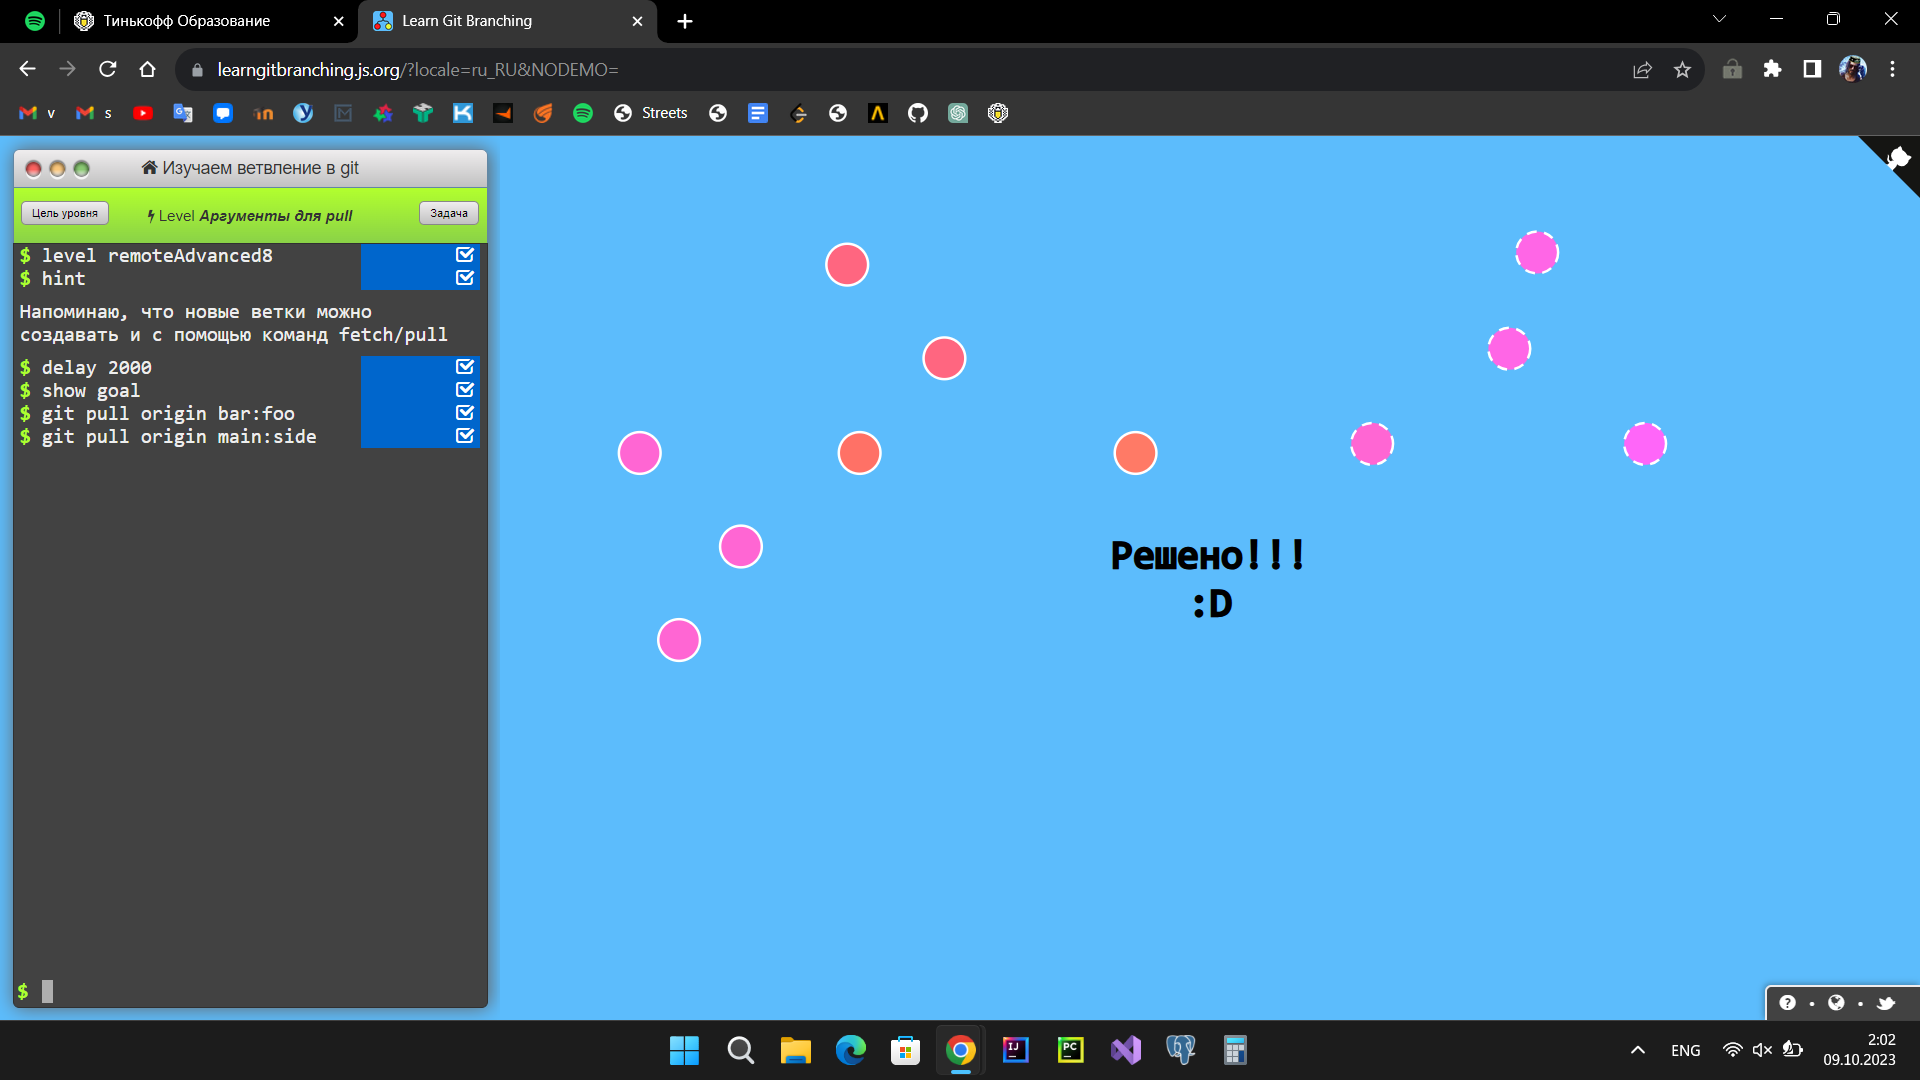 Тинькофф Образование
Learn Git Branching
learngitbranching.js.org/?locale=ru_RU&NODEMO=
v
s
Streets
Изучаем ветвление в git
Цель уровня
Level Аргументы для pull
Задача
$ level remoteAdvanced8
$ hint
Напоминаю, что новые ветки можно
создавать и с помощью команд fetch/pull
$ delay 2000
$ show goal
$ git pull origin bar:foo
$ git pull origin main:side
$
Решено!!!
:D
ENG
2:02
09.10.2023